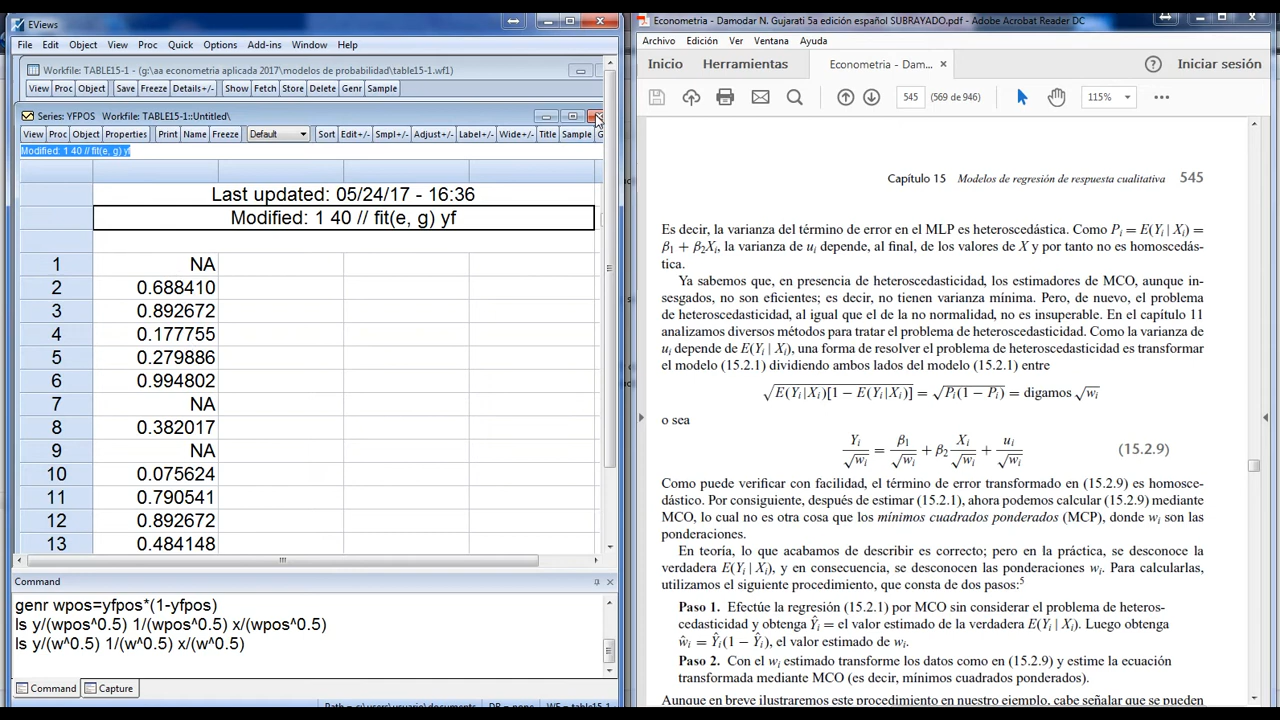 EViews
File Edit Object View Proc Quick Options Add-ins Window Help
Workfile: TABLE15-1 - (g:\aa econometria aplicada 2017\modelos de probabilidad\table15-1.wf1)
View Proc Object Save Freeze Details+/- Show Fetch Store Delete Genr Sample
Series: YFPOS Workfile: TABLE15-1::Untitled\
View Proc Object Properties Print Name Freeze Default Sort Edit+/- Smpl+/- Adjust+/- Label+/- Wide+/- Title Sample
Modified: 1 40 // fit(e, g) yf
Last updated: 05/24/17 - 16:36
Modified: 1 40 // fit(e, g) yf
1 NA
2 0.688410
3 0.892672
4 0.177755
5 0.279886
6 0.994802
7 NA
8 0.382017
9 NA
10 0.075624
11 0.790541
12 0.892672
13 0.484148
Command
genr wpos=yfpos*(1-yfpos)
ls y/(wpos^0.5) 1/(wpos^0.5) x/(wpos^0.5)
ls y/(w^0.5) 1/(w^0.5) x/(w^0.5)
Command Capture
Econometria - Damodar N. Gujarati 5a edición español SUBRAYADO.pdf - Adobe Acrobat Reader DC
Archivo Edición Ver Ventana Ayuda
Inicio Herramientas Econometria - Dam... Iniciar sesión
545 (569 de 946) 115%
Capítulo 15 Modelos de regresión de respuesta cualitativa 545
Es decir, la varianza del término de error en el MLP es heteroscedástica. Como Pi = E(Yi | Xi) =
β1 + β2Xi, la varianza de ui depende, al final, de los valores de X y por tanto no es homoscedás-
tica.
Ya sabemos que, en presencia de heteroscedasticidad, los estimadores de MCO, aunque in-
sesgados, no son eficientes; es decir, no tienen varianza mínima. Pero, de nuevo, el problema
de heteroscedasticidad, al igual que el de la no normalidad, no es insuperable. En el capítulo 11
analizamos diversos métodos para tratar el problema de heteroscedasticidad. Como la varianza de
ui depende de E(Yi | Xi), una forma de resolver el problema de heteroscedasticidad es transformar
el modelo (15.2.1) dividiendo ambos lados del modelo (15.2.1) entre
√E(Yi|Xi)[1 − E(Yi|Xi)] = √Pi(1 − Pi) = digamos √wi
o sea
Yi/√wi = β1/√wi + β2 Xi/√wi + ui/√wi (15.2.9)
Como puede verificar con facilidad, el término de error transformado en (15.2.9) es homosce-
dástico. Por consiguiente, después de estimar (15.2.1), ahora podemos calcular (15.2.9) mediante
MCO, lo cual no es otra cosa que los mínimos cuadrados ponderados (MCP), donde wi son las
ponderaciones.
En teoría, lo que acabamos de describir es correcto; pero en la práctica, se desconoce la
verdadera E(Yi | Xi), y en consecuencia, se desconocen las ponderaciones wi. Para calcularlas,
utilizamos el siguiente procedimiento, que consta de dos pasos:5
Paso 1. Efectúe la regresión (15.2.1) por MCO sin considerar el problema de heteros-
cedasticidad y obtenga Ŷi = el valor estimado de la verdadera E(Yi | Xi). Luego obtenga
ŵi = Ŷi(1 − Ŷi), el valor estimado de wi.
Paso 2. Con el wi estimado transforme los datos como en (15.2.9) y estime la ecuación
transformada mediante MCO (es decir, mínimos cuadrados ponderados).
Aunque en breve ilustraremos este procedimiento en nuestro ejemplo, cabe señalar que se pueden